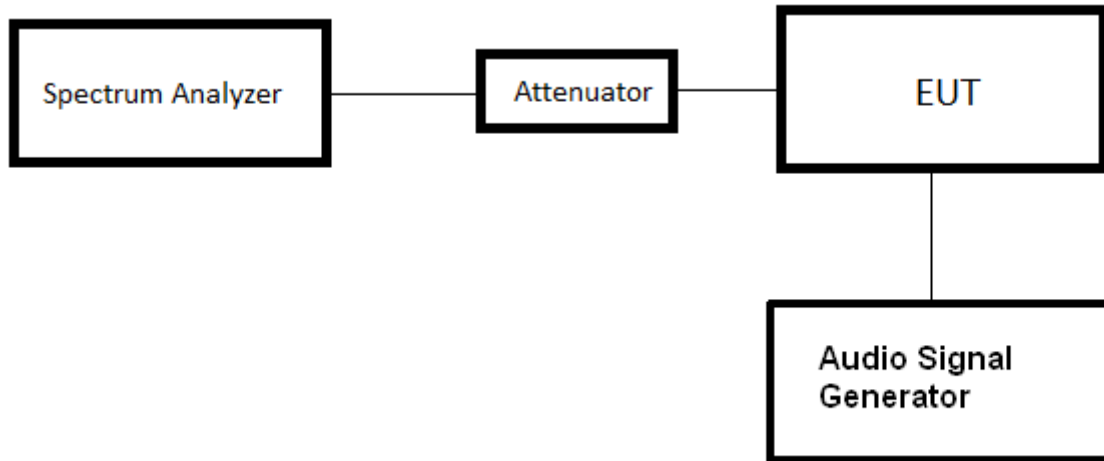 Spectrum Analyzer
Attenuator
EUT
Audio Signal
Generator